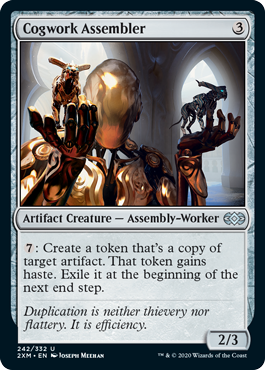 Cogwork Assembler 3
Artifact Creature — Assembly-Worker
7: Create a token that's a copy of
target artifact. That token gains
haste. Exile it at the beginning of the
next end step.
Duplication is neither thievery nor
flattery. It is efficiency.
2/3
242/332 U
2XM • EN Joseph Meehan
™ & © 2020 Wizards of the Coast